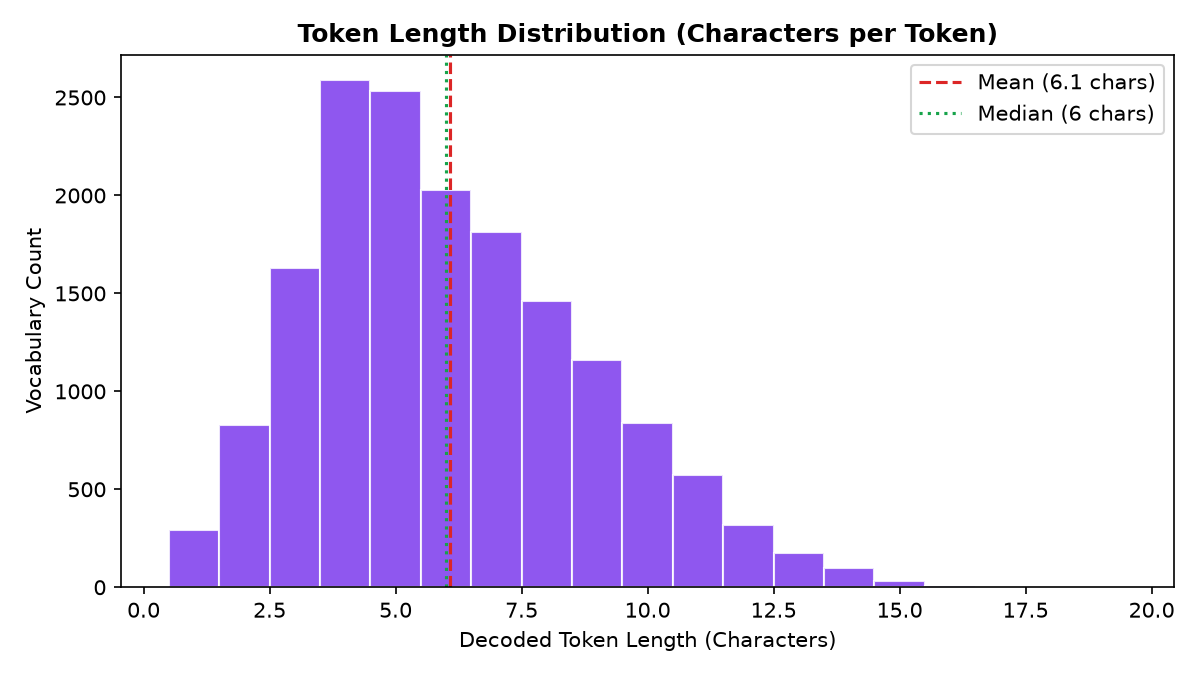 Token Length Distribution (Characters per Token)
Mean (6.1 chars)
Median (6 chars)
Vocabulary Count
2500
2000
1500
1000
500
0
0.0 2.5 5.0 7.5 10.0 12.5 15.0 17.5 20.0
Decoded Token Length (Characters)